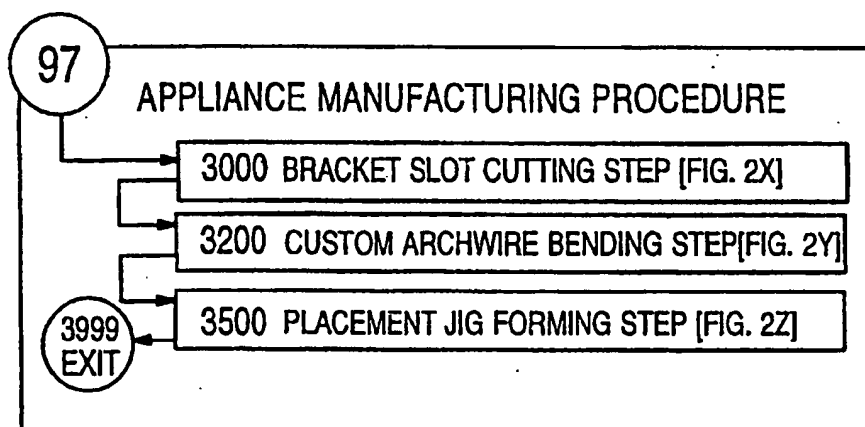 97
APPLIANCE MANUFACTURING PROCEDURE
3000 BRACKET SLOT CUTTING STEP [FIG. 2X]
3200 CUSTOM ARCHWIRE BENDING STEP[FIG. 2Y]
3500 PLACEMENT JIG FORMING STEP [FIG. 2Z]
3999
EXIT